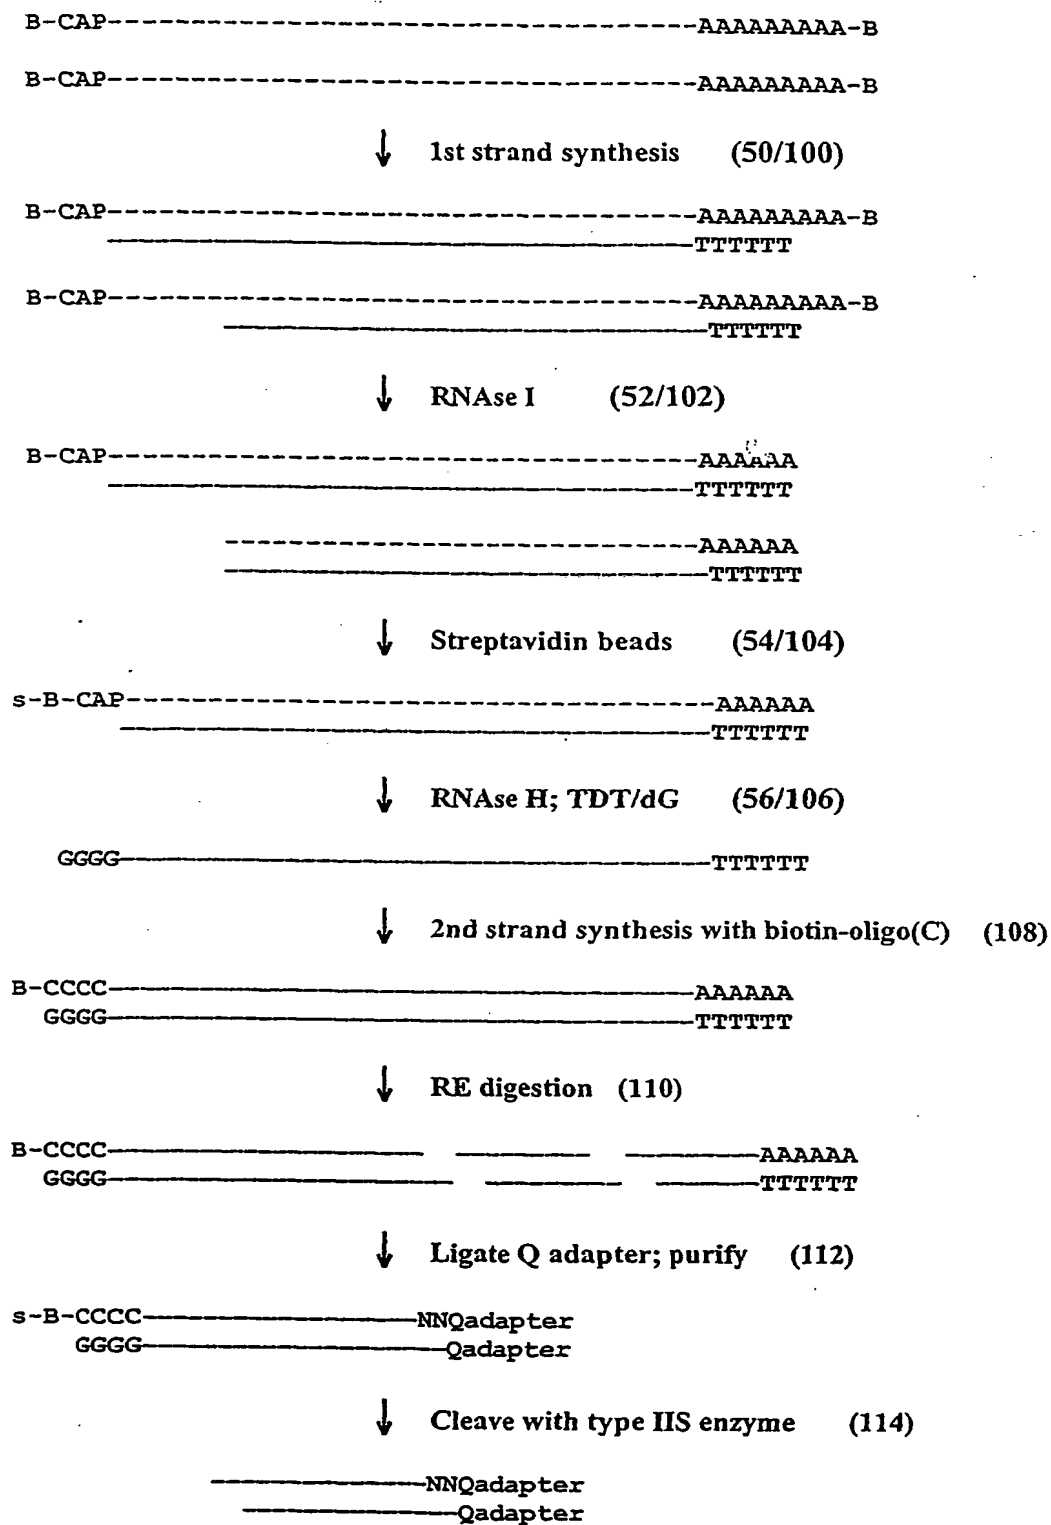 B-CAP--------------------------------------AAAAAAAAA-B
B-CAP--------------------------------------AAAAAAAAA-B
↓ 1st strand synthesis (50/100)
B-CAP--------------------------------------AAAAAAAAA-B
TTTTTT
B-CAP--------------------------------------AAAAAAAAA-B
TTTTTT
↓ RNAse I (52/102)
B-CAP--------------------------------------AAAAAA
TTTTTT
------------------------------AAAAAA
TTTTTT
↓ Streptavidin beads (54/104)
s-B-CAP--------------------------------------AAAAAA
TTTTTT
↓ RNAse H; TDT/dG (56/106)
GGGG——TTTTTT
↓ 2nd strand synthesis with biotin-oligo(C) (108)
B-CCCC——AAAAAA
GGGG——TTTTTT
↓ RE digestion (110)
B-CCCC—— —— ——AAAAAA
GGGG—— —— ——TTTTTT
↓ Ligate Q adapter; purify (112)
s-B-CCCC——NNQadapter
GGGG——Qadapter
↓ Cleave with type IIS enzyme (114)
——NNQadapter
——Qadapter